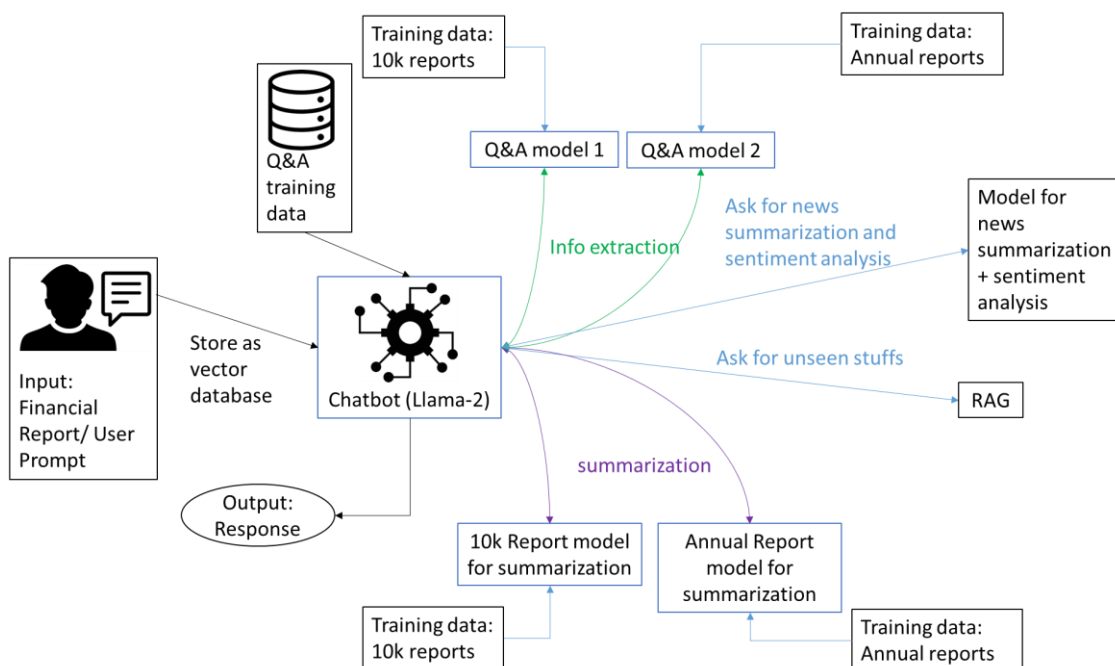 Training data:
10k reports
Training data:
Annual reports
Q&A
training
data
Q&A model 1
Q&A model 2
Model for
news
summarization
+ sentiment
analysis
Ask for news
summarization and
sentiment analysis
Info extraction
Input:
Financial
Report/ User
Prompt
Store as
vector
database
Chatbot (Llama-2)
Ask for unseen stuffs
RAG
summarization
Output:
Response
10k Report model
for summarization
Annual Report
model for
summarization
Training data:
10k reports
Training data:
Annual reports